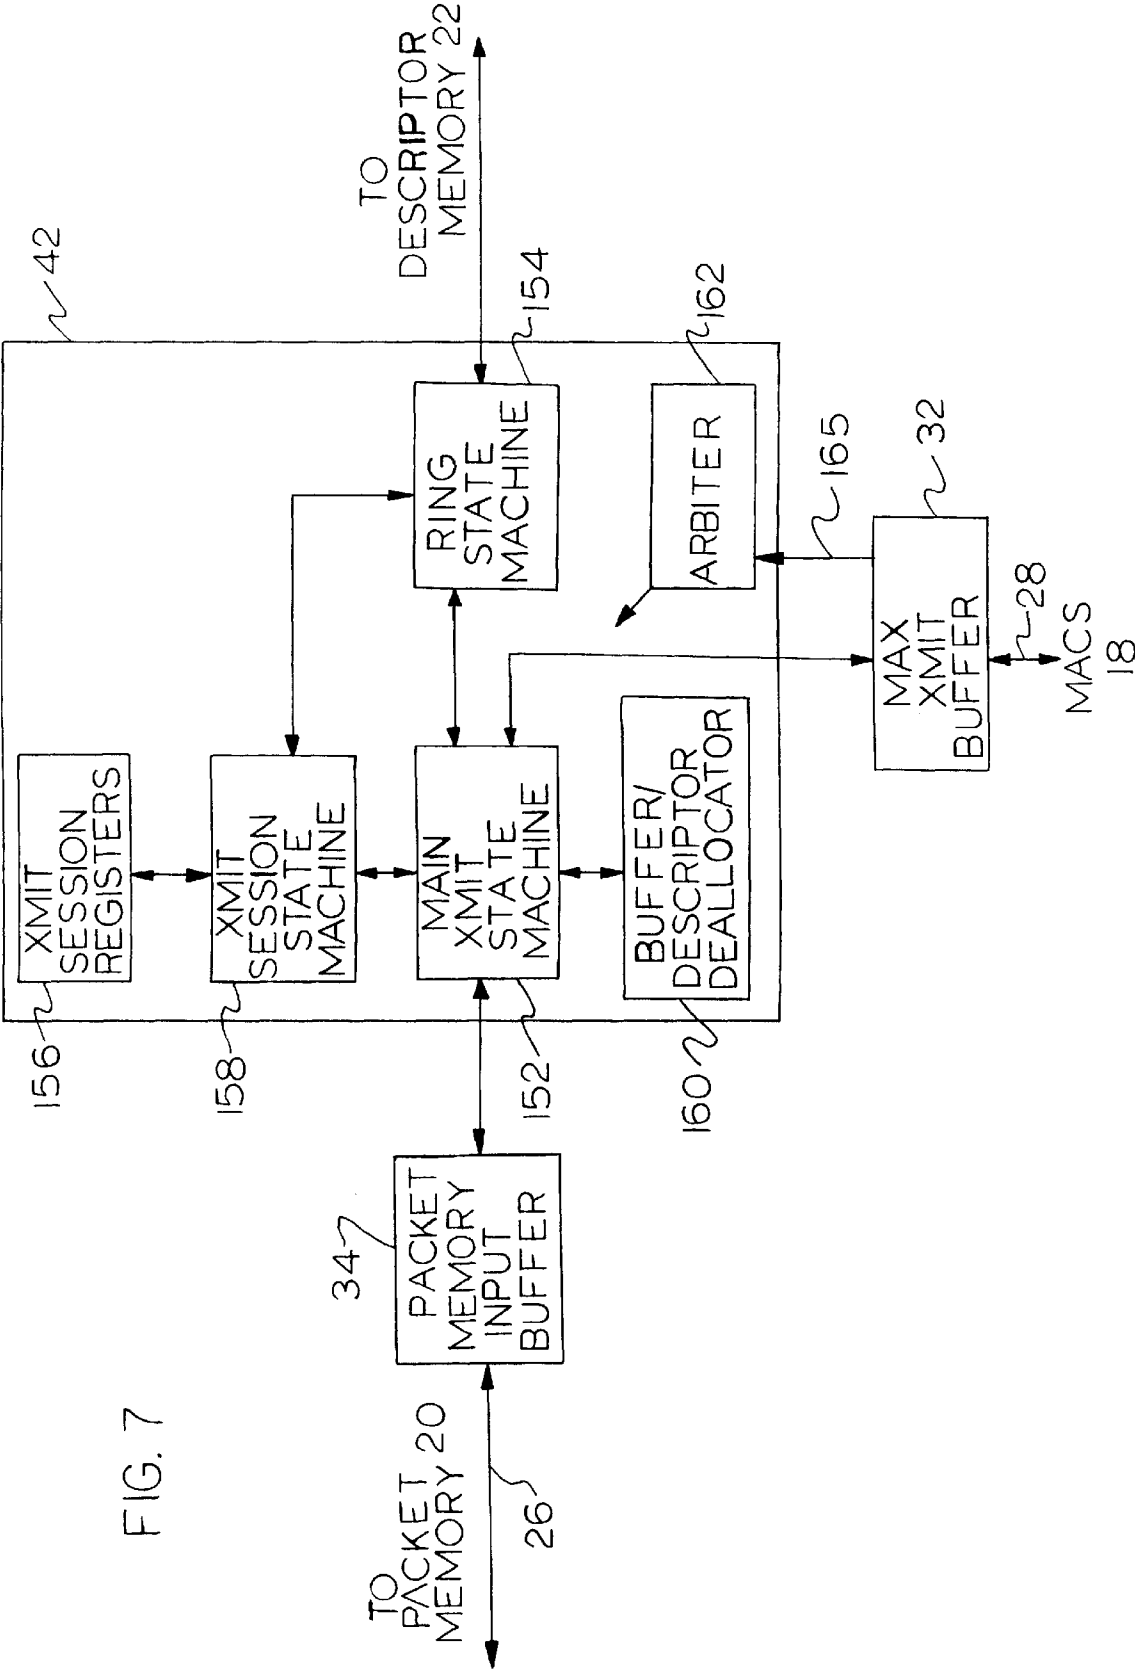 FIG. 7
TO
PACKET
MEMORY 20
26
34
PACKET
MEMORY
INPUT
BUFFER
156
XMIT
SESSION
REGISTERS
158
XMIT
SESSION
STATE
MACHINE
152
MAIN
XMIT
STATE
MACHINE
160
BUFFER/
DESCRIPTOR
DEALLOCATOR
RING
STATE
MACHINE
154
ARBITER
162
42
TO
DESCRIPTOR
MEMORY 22
165
MAX
XMIT
BUFFER
32
28
MACS
18